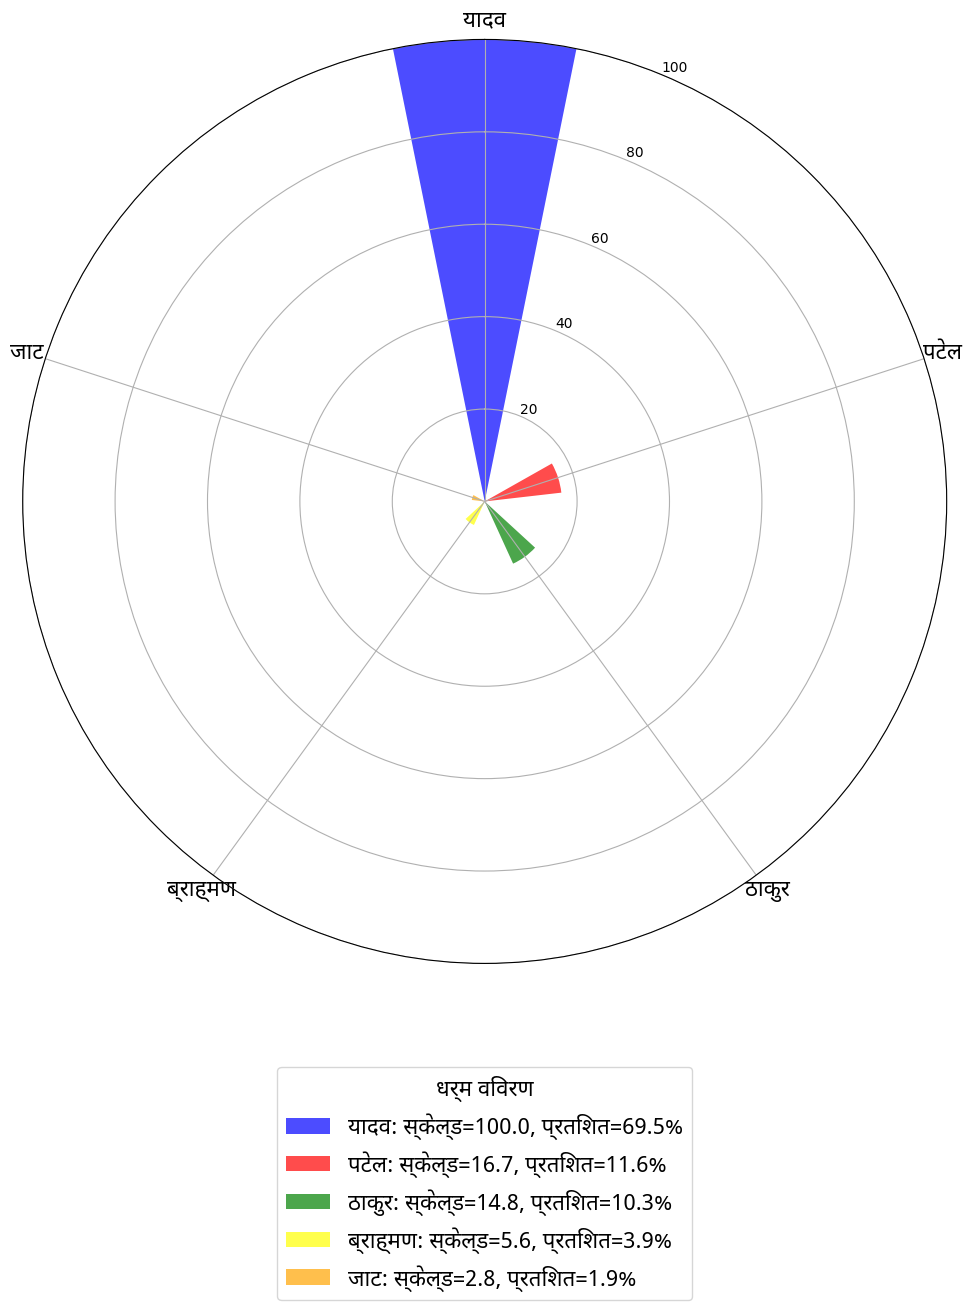 यादव
100
80
60
40
20
जाट
पटेल
ब्राह्मण
ठाकुर
धर्म विवरण
यादव: स्केल्ड=100.0, प्रतिशत=69.5%
पटेल: स्केल्ड=16.7, प्रतिशत=11.6%
ठाकुर: स्केल्ड=14.8, प्रतिशत=10.3%
ब्राह्मण: स्केल्ड=5.6, प्रतिशत=3.9%
जाट: स्केल्ड=2.8, प्रतिशत=1.9%